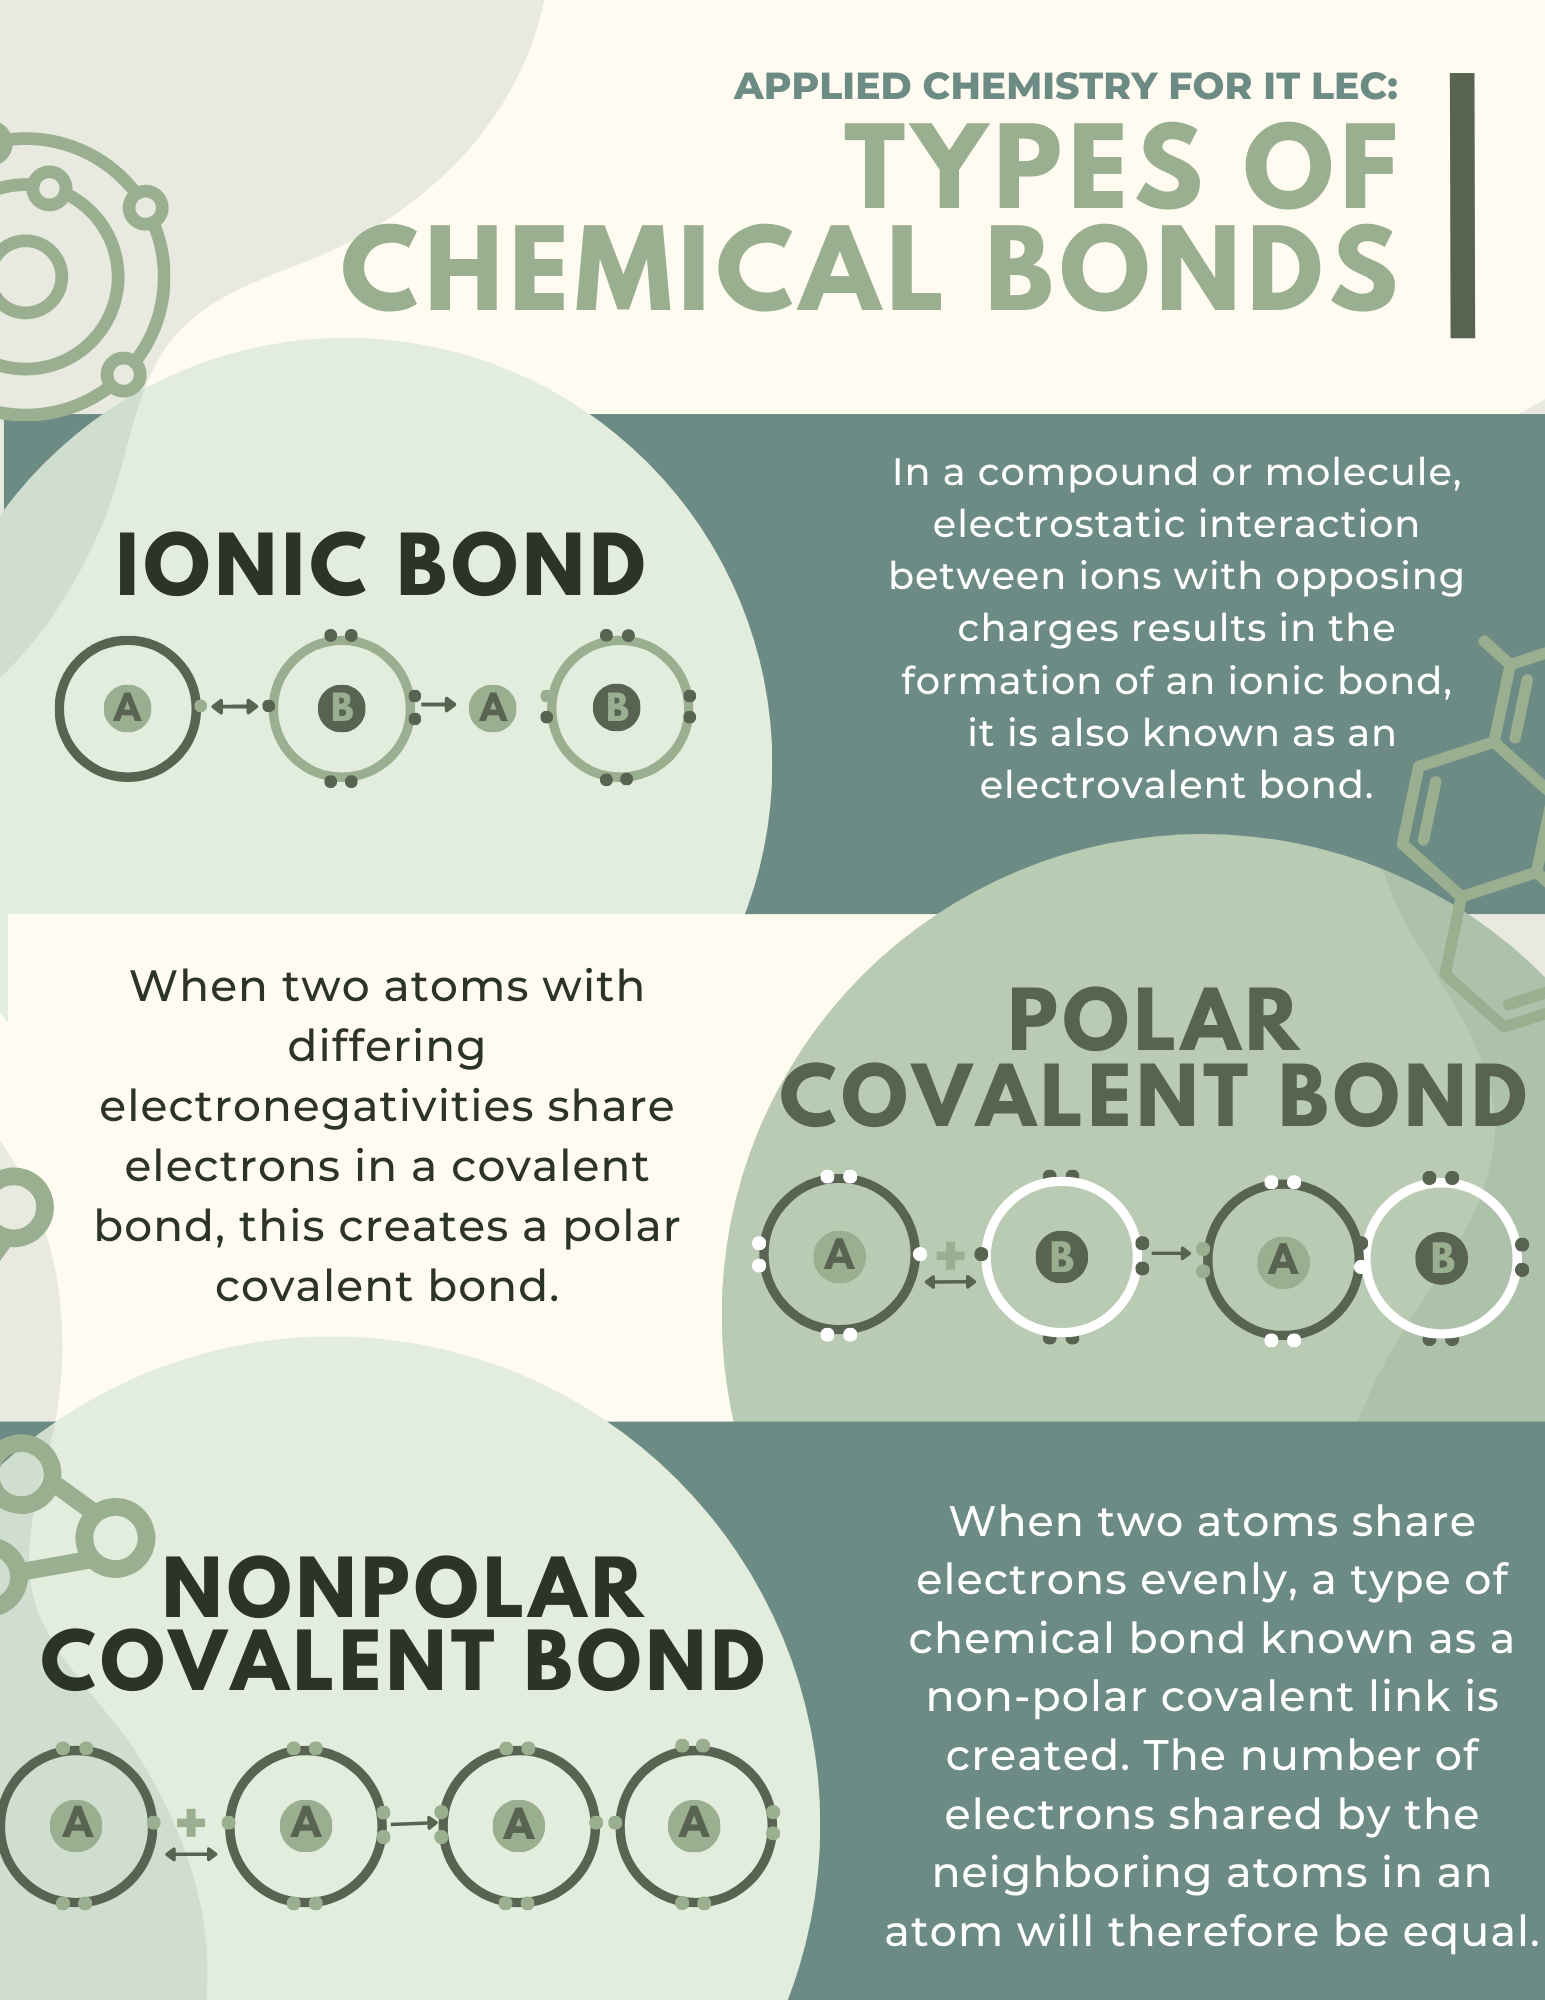 APPLIED CHEMISTRY FOR IT LEC:
TYPES OF
CHEMICAL BONDS
IONIC BOND
A B A B
In a compound or molecule,
electrostatic interaction
between ions with opposing
charges results in the
formation of an ionic bond,
it is also known as an
electrovalent bond.
When two atoms with
differing
electronegativities share
electrons in a covalent
bond, this creates a polar
covalent bond.
POLAR
COVALENT BOND
A + B A B
NONPOLAR
COVALENT BOND
A + A A A
When two atoms share
electrons evenly, a type of
chemical bond known as a
non-polar covalent link is
created. The number of
electrons shared by the
neighboring atoms in an
atom will therefore be equal.